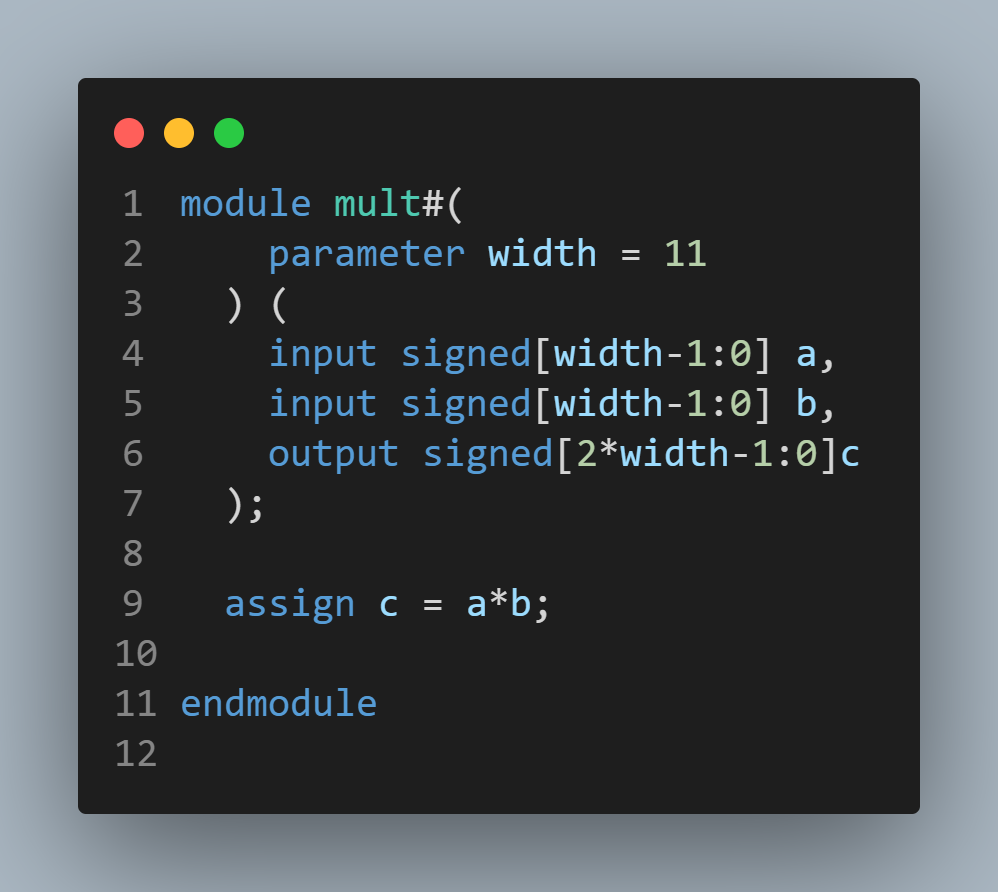 1 module mult#(
2     parameter width = 11
3   ) (
4     input signed[width-1:0] a,
5     input signed[width-1:0] b,
6     output signed[2*width-1:0]c
7   );
8
9   assign c = a*b;
10
11 endmodule
12